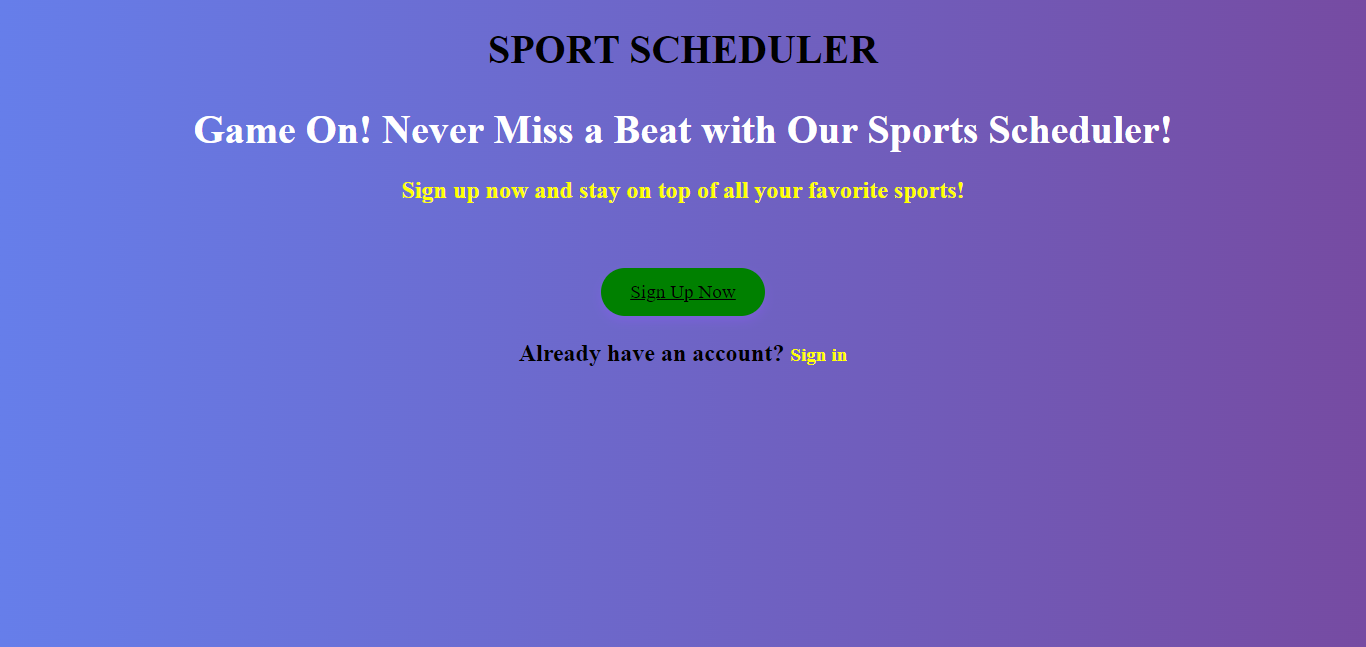 SPORT SCHEDULER
Game On! Never Miss a Beat with Our Sports Scheduler!
Sign up now and stay on top of all your favorite sports!
Sign Up Now
Already have an account? Sign in